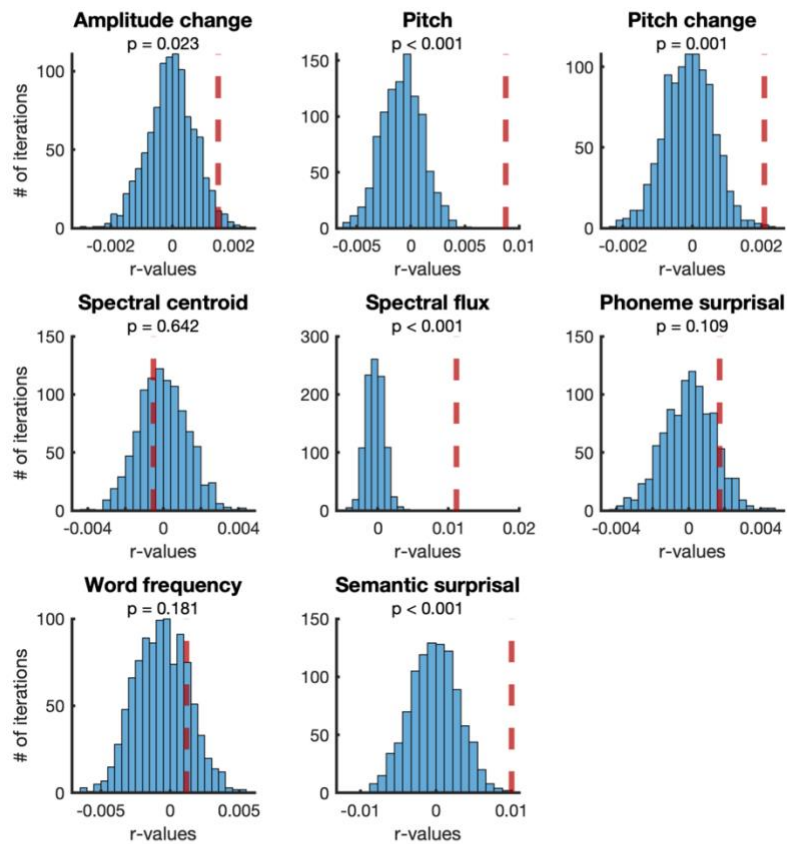 Amplitude change
p = 0.023
100
50
0
-0.002 0 0.002
r-values
# of iterations
Pitch
p < 0.001
150
100
50
0
-0.005 0 0.005 0.01
r-values
Pitch change
p = 0.001
100
50
0
-0.002 0 0.002
r-values
Spectral centroid
p = 0.642
150
100
50
0
-0.004 0 0.004
r-values
# of iterations
Spectral flux
p < 0.001
300
200
100
0
0 0.01 0.02
r-values
Phoneme surprisal
p = 0.109
150
100
50
0
-0.004 0 0.004
r-values
Word frequency
p = 0.181
100
50
0
-0.005 0 0.005
r-values
# of iterations
Semantic surprisal
p < 0.001
150
100
50
0
-0.01 0 0.01
r-values